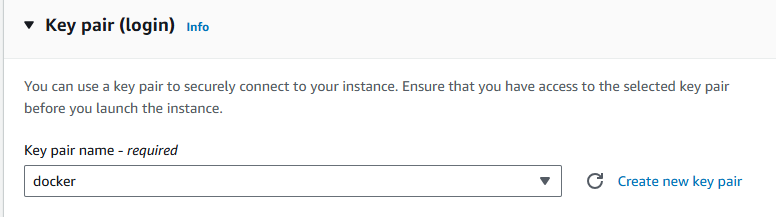 Key pair (login) Info
You can use a key pair to securely connect to your instance. Ensure that you have access to the selected key pair
before you launch the instance.
Key pair name - required
docker
Create new key pair